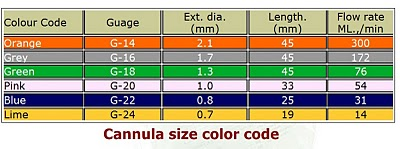 Colour Code Guage Ext. dia. (mm) Length. (mm) Flow rate ML.,/min
Orange G-14 2.1 45 300
Grey G-16 1.7 45 172
Green G-18 1.3 45 76
Pink G-20 1.0 33 54
Blue G-22 0.8 25 31
Lime G-24 0.7 19 14
Cannula size color code